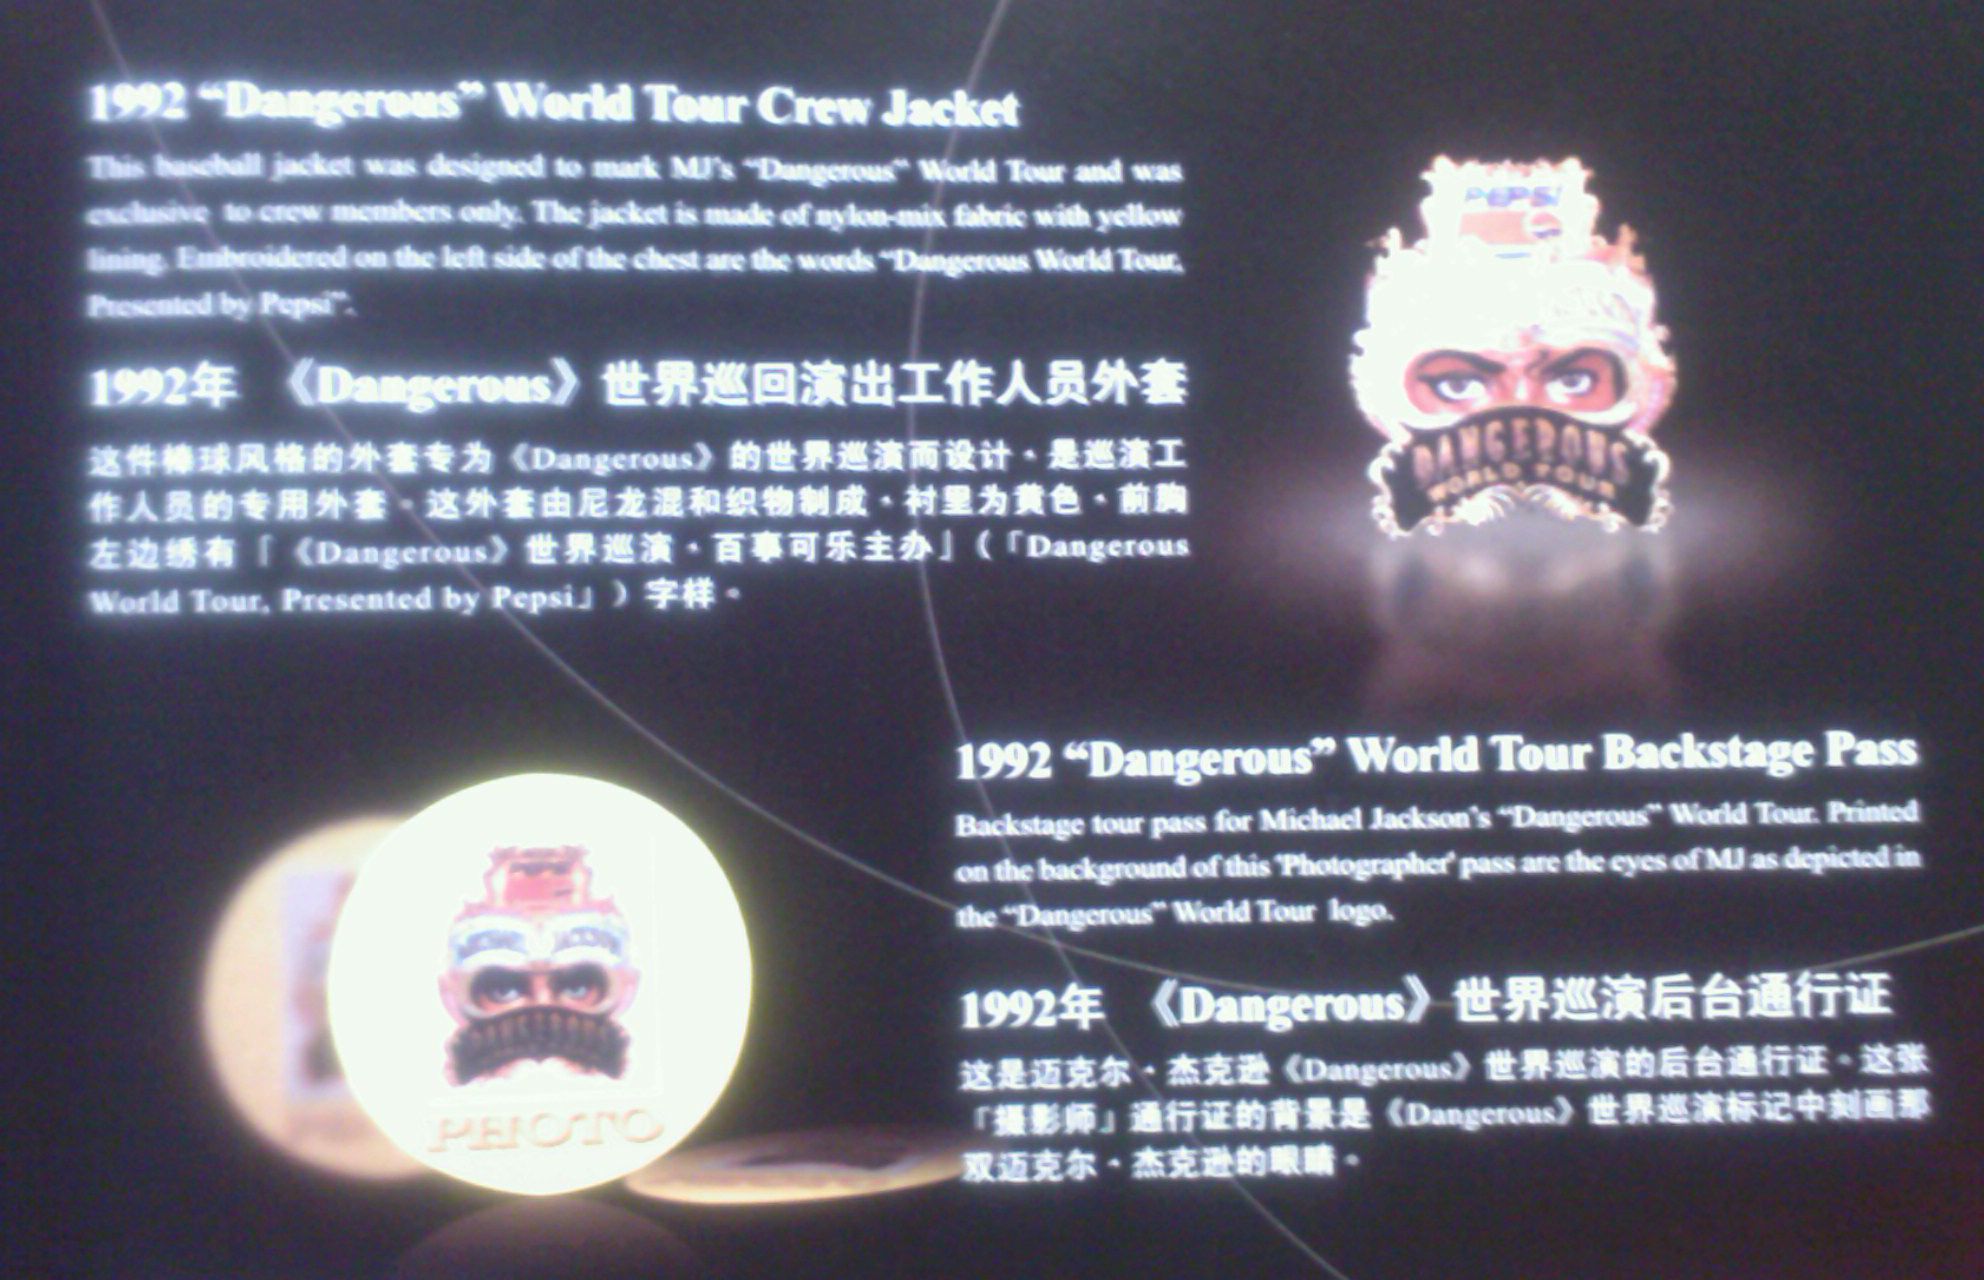 1992 “Dangerous” World Tour Crew Jacket
This baseball jacket was designed to mark MJ's “Dangerous“ World Tour and was
exclusive to crew members only. The jacket is made of nylon-mix fabric with yellow
lining. Embroidered on the left side of the chest are the words “Dangerous World Tour,
Presented by Pepsi”.
1992年 《Dangerous》世界巡回演出工作人员外套
这件棒球风格的外套专为《Dangerous》的世界巡演而设计，是巡演工
作人员的专用外套。这外套由尼龙混和织物制成，衬里为黄色，前胸
左边绣有「《Dangerous》世界巡演，百事可乐主办」（「Dangerous
World Tour, Presented by Pepsi」）字样。
PEPSI
DANGEROUS
WORLD TOUR
1992 “Dangerous” World Tour Backstage Pass
Backstage tour pass for Michael Jackson's “Dangerous” World Tour. Printed
on the background of this 'Photographer' pass are the eyes of MJ as depicted in
the “Dangerous” World Tour logo.
1992年 《Dangerous》世界巡演后台通行证
这是迈克尔・杰克逊《Dangerous》世界巡演的后台通行证。这张
「摄影师」通行证的背景是《Dangerous》世界巡演标记中刻画那
双迈克尔・杰克逊的眼睛。
DANGEROUS
PHOTO